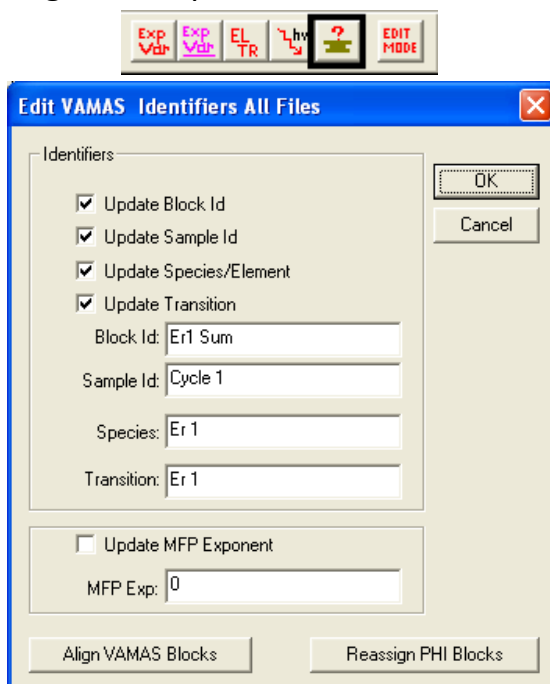 Exp Var Exp Var EL TR hν ? EDIT MODE
Edit VAMAS Identifiers All Files
Identifiers
OK
Update Block Id
Cancel
Update Sample Id
Update Species/Element
Update Transition
Block Id: Er1 Sum
Sample Id: Cycle 1
Species: Er 1
Transition: Er 1
Update MFP Exponent
MFP Exp: 0
Align VAMAS Blocks Reassign PHI Blocks